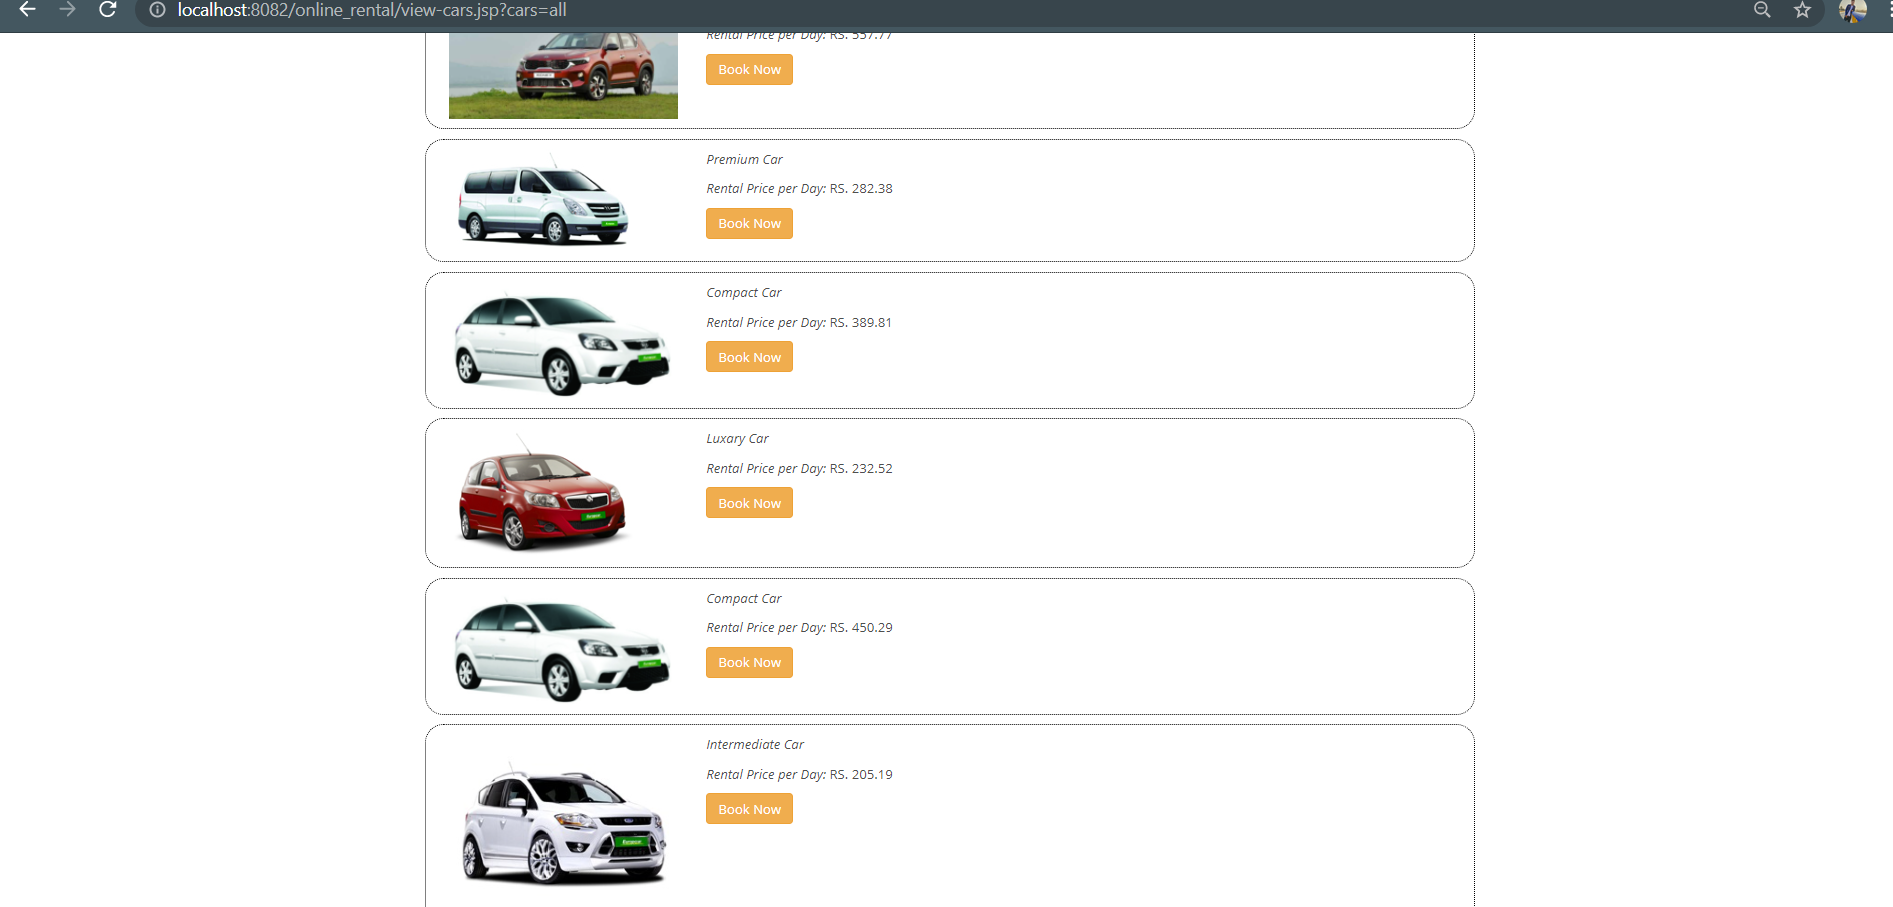 localhost:8082/online_rental/view-cars.jsp?cars=all
Rental Price per Day: RS. 557.77
Book Now
Premium Car
Rental Price per Day: RS. 282.38
Book Now
Compact Car
Rental Price per Day: RS. 389.81
Book Now
Luxary Car
Rental Price per Day: RS. 232.52
Book Now
Compact Car
Rental Price per Day: RS. 450.29
Book Now
Intermediate Car
Rental Price per Day: RS. 205.19
Book Now